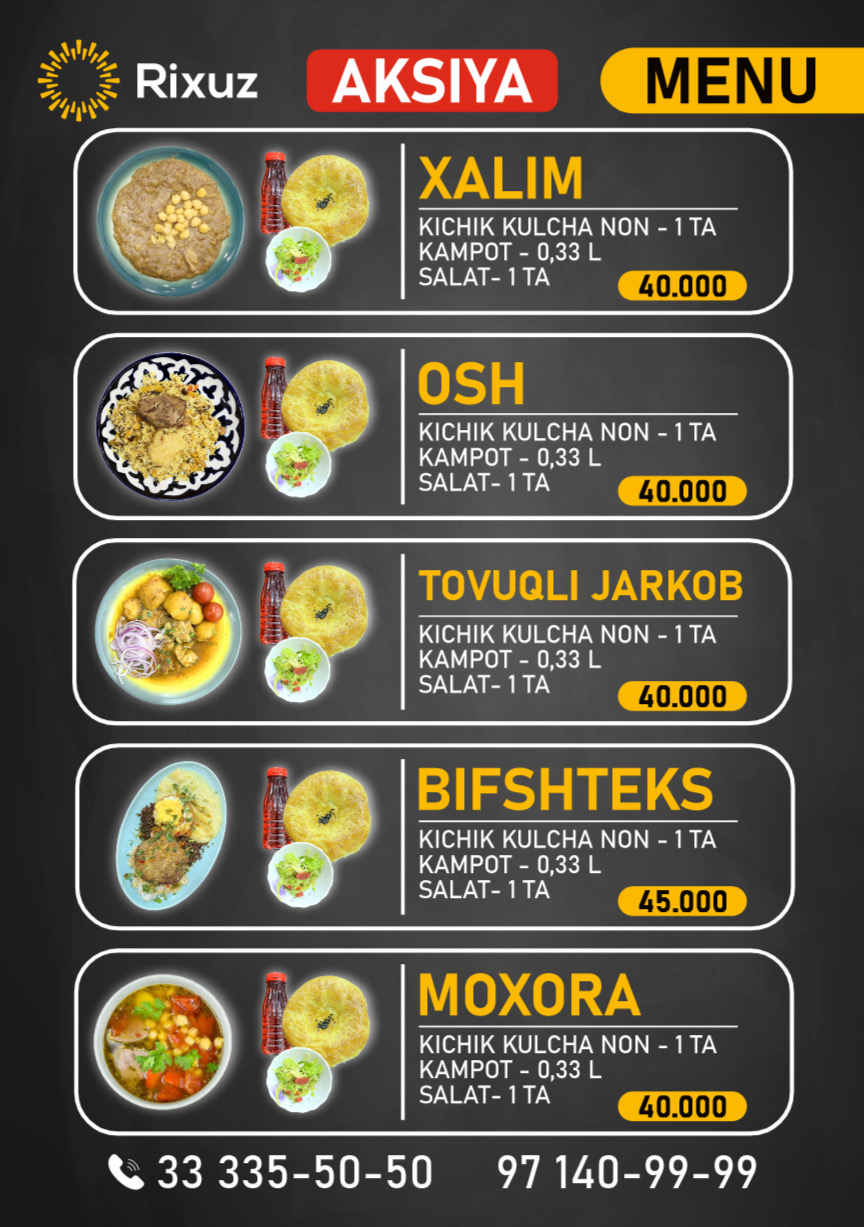 Rixuz
AKSIYA
MENU
XALIM
KICHIK KULCHA NON - 1 TA
KAMPOT - 0,33 L
SALAT- 1 TA
40.000
OSH
KICHIK KULCHA NON - 1 TA
KAMPOT - 0,33 L
SALAT- 1 TA
40.000
TOVUQLI JARKOB
KICHIK KULCHA NON - 1 TA
KAMPOT - 0,33 L
SALAT- 1 TA
40.000
BIFSHTEKS
KICHIK KULCHA NON - 1 TA
KAMPOT - 0,33 L
SALAT- 1 TA
45.000
MOXORA
KICHIK KULCHA NON - 1 TA
KAMPOT - 0,33 L
SALAT- 1 TA
40.000
33 335-50-50 97 140-99-99